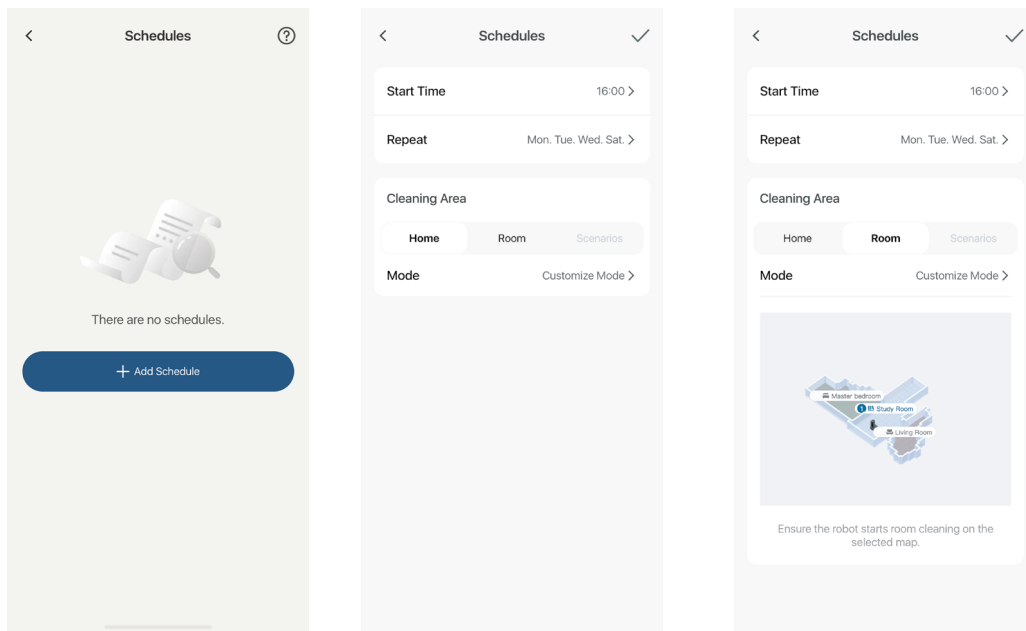 Schedules
There are no schedules.
Add Schedule
Schedules
Start Time 16:00
Repeat Mon. Tue. Wed. Sat.
Cleaning Area
Home Room Scenarios
Mode Customize Mode
Schedules
Start Time 16:00
Repeat Mon. Tue. Wed. Sat.
Cleaning Area
Home Room Scenarios
Mode Customize Mode
Master bedroom
1 Study Room
Living Room
Ensure the robot starts room cleaning on the
selected map.